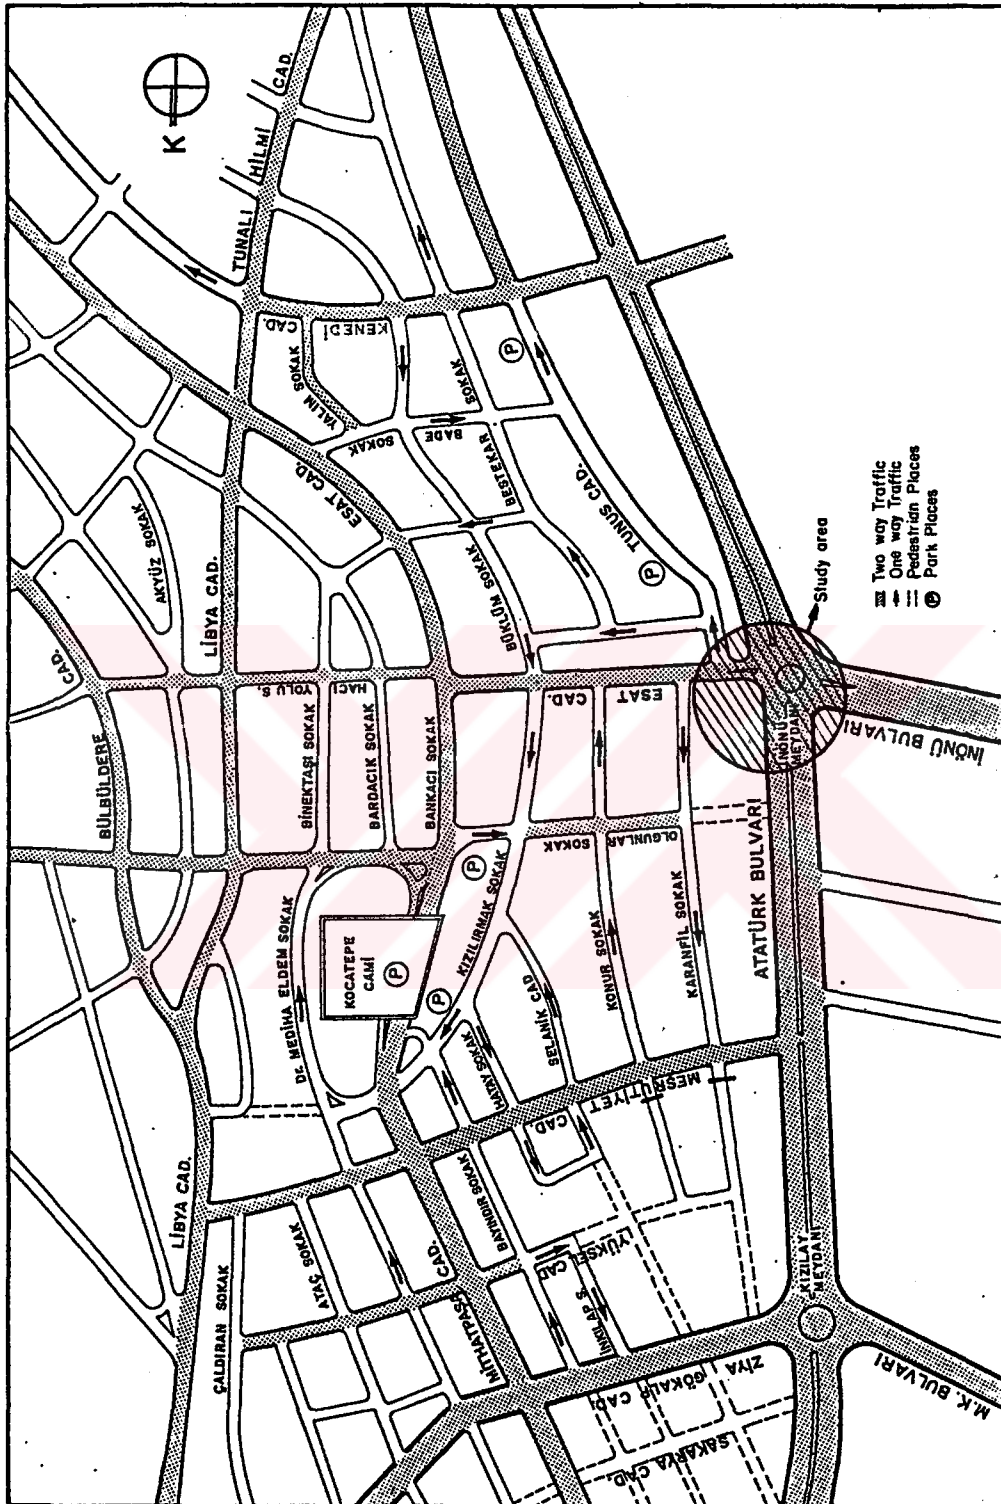 K
TUNALI HİLMİ CAD.
KENEDİ CAD.
YALIM SOKAK
BADE SOKAK
BESTEKAR SOKAK
TUNUS CAD.
ESAT CAD.
BÜKLÜM SOKAK
AKYÜZ SOKAK
LİBYA CAD.
BÜLBÜLDERE CAD.
HACI YOLU S.
BİNEKTAŞI SOKAK
BARDACIK SOKAK
BANKACI SOKAK
ESAT CAD.
OLGUNLAR SOKAK
KIZILIRMAK SOKAK
KONUR SOKAK
KARANFİL SOKAK
ATATÜRK BULVARI
İNÖNÜ MEYDANI
İNÖNÜ BULVARI
Dr. MEDİHA ELDEM SOKAK
KOCATEPE CAMİ
P
P
P
P
P
SELANİK CAD
HATAY SOKAK
MEŞRUTİYET CAD.
LİBYA CAD.
ÇALDIRAN SOKAK
ATAÇ SOKAK
MİTHATPAŞA CAD.
BAYINDIR SOKAK
YÜKSEL CAD
İNKILAP S.
ZİYA GÖKALP CAD
SAKARYA CAD.
KIZILAY MEYDANI
M.K. BULVARI
Study area
Two way Traffic
One way Traffic
Pedestrian Places
P Park Places